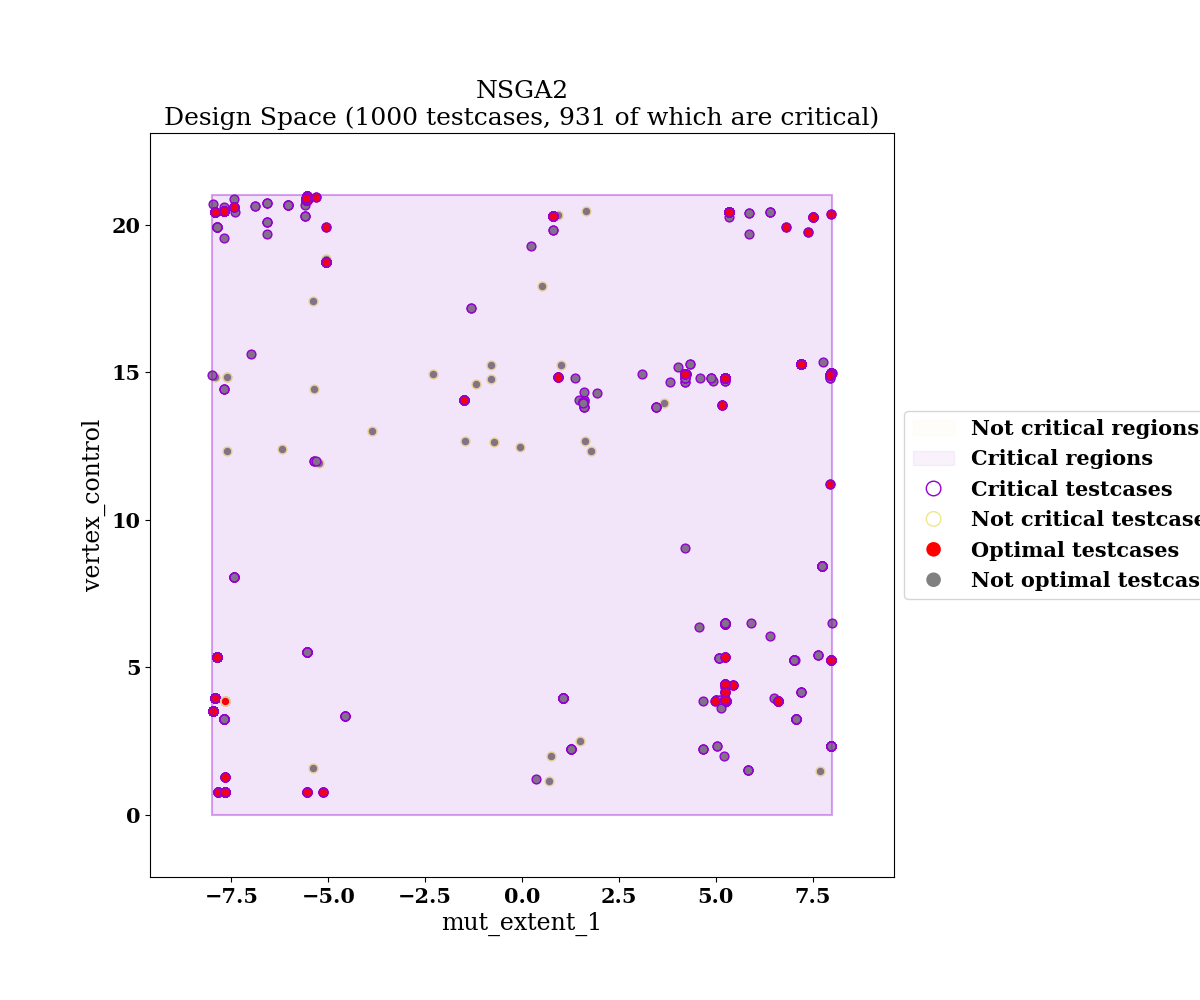 NSGA2
Design Space (1000 testcases, 931 of which are critical)
20
15
10
5
0
vertex_control
−7.5 −5.0 −2.5 0.0 2.5 5.0 7.5
mut_extent_1
Not critical regions
Critical regions
Critical testcases
Not critical testcase
Optimal testcases
Not optimal testcas